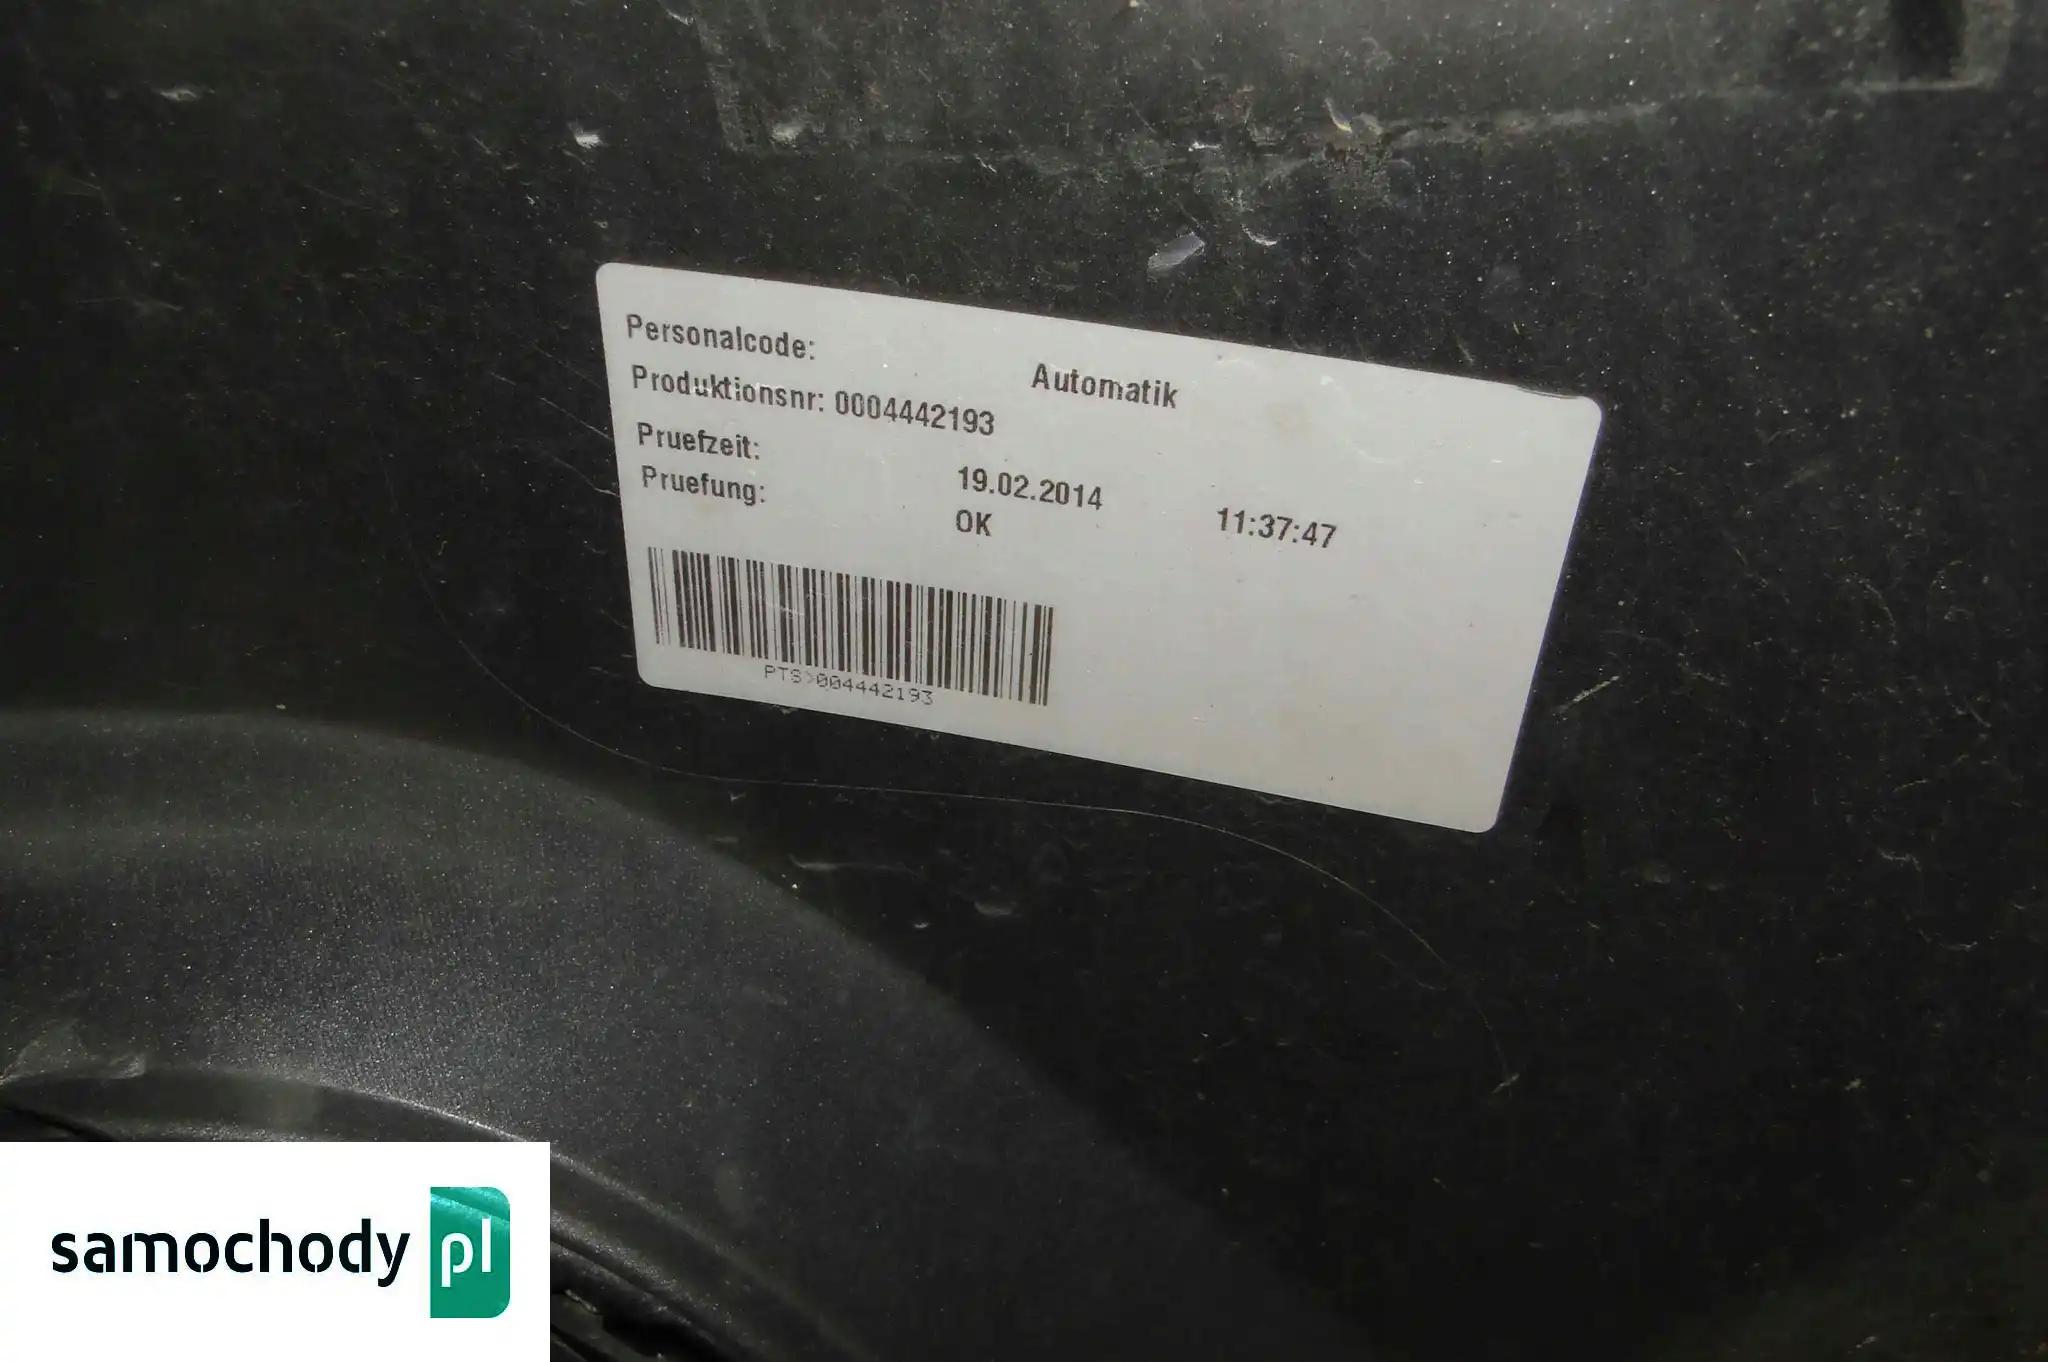 Personalcode: Automatik
Produktionsnr: 0004442193
Pruefzeit: 19.02.2014 11:37:47
Pruefung: OK
PTS>004442193
samochody pl